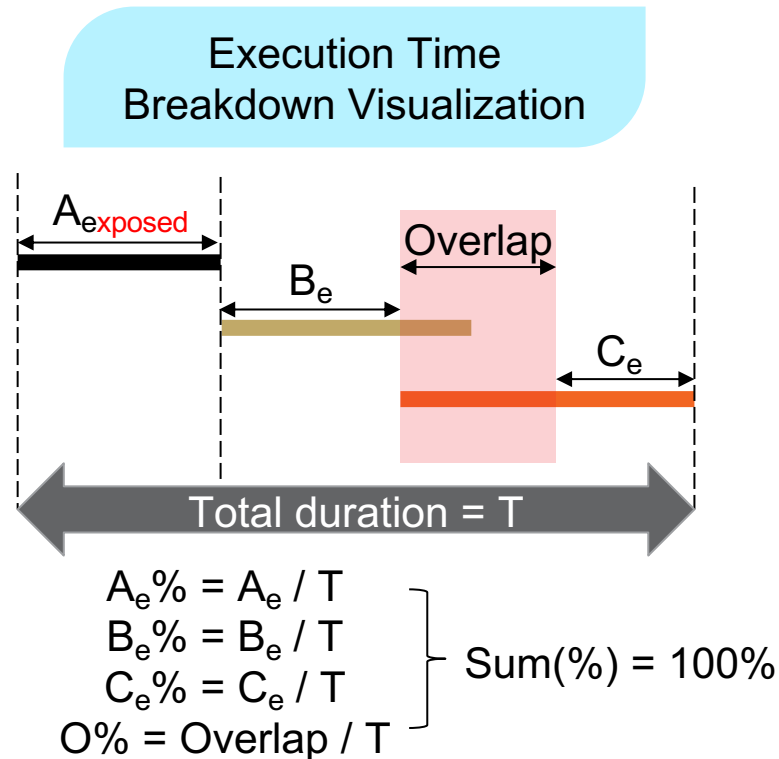 Execution Time
Breakdown Visualization
Aexposed
Overlap
Be
Ce
Total duration = T
Ae% = Ae / T
Be% = Be / T
Ce% = Ce / T
O% = Overlap / T
Sum(%) = 100%